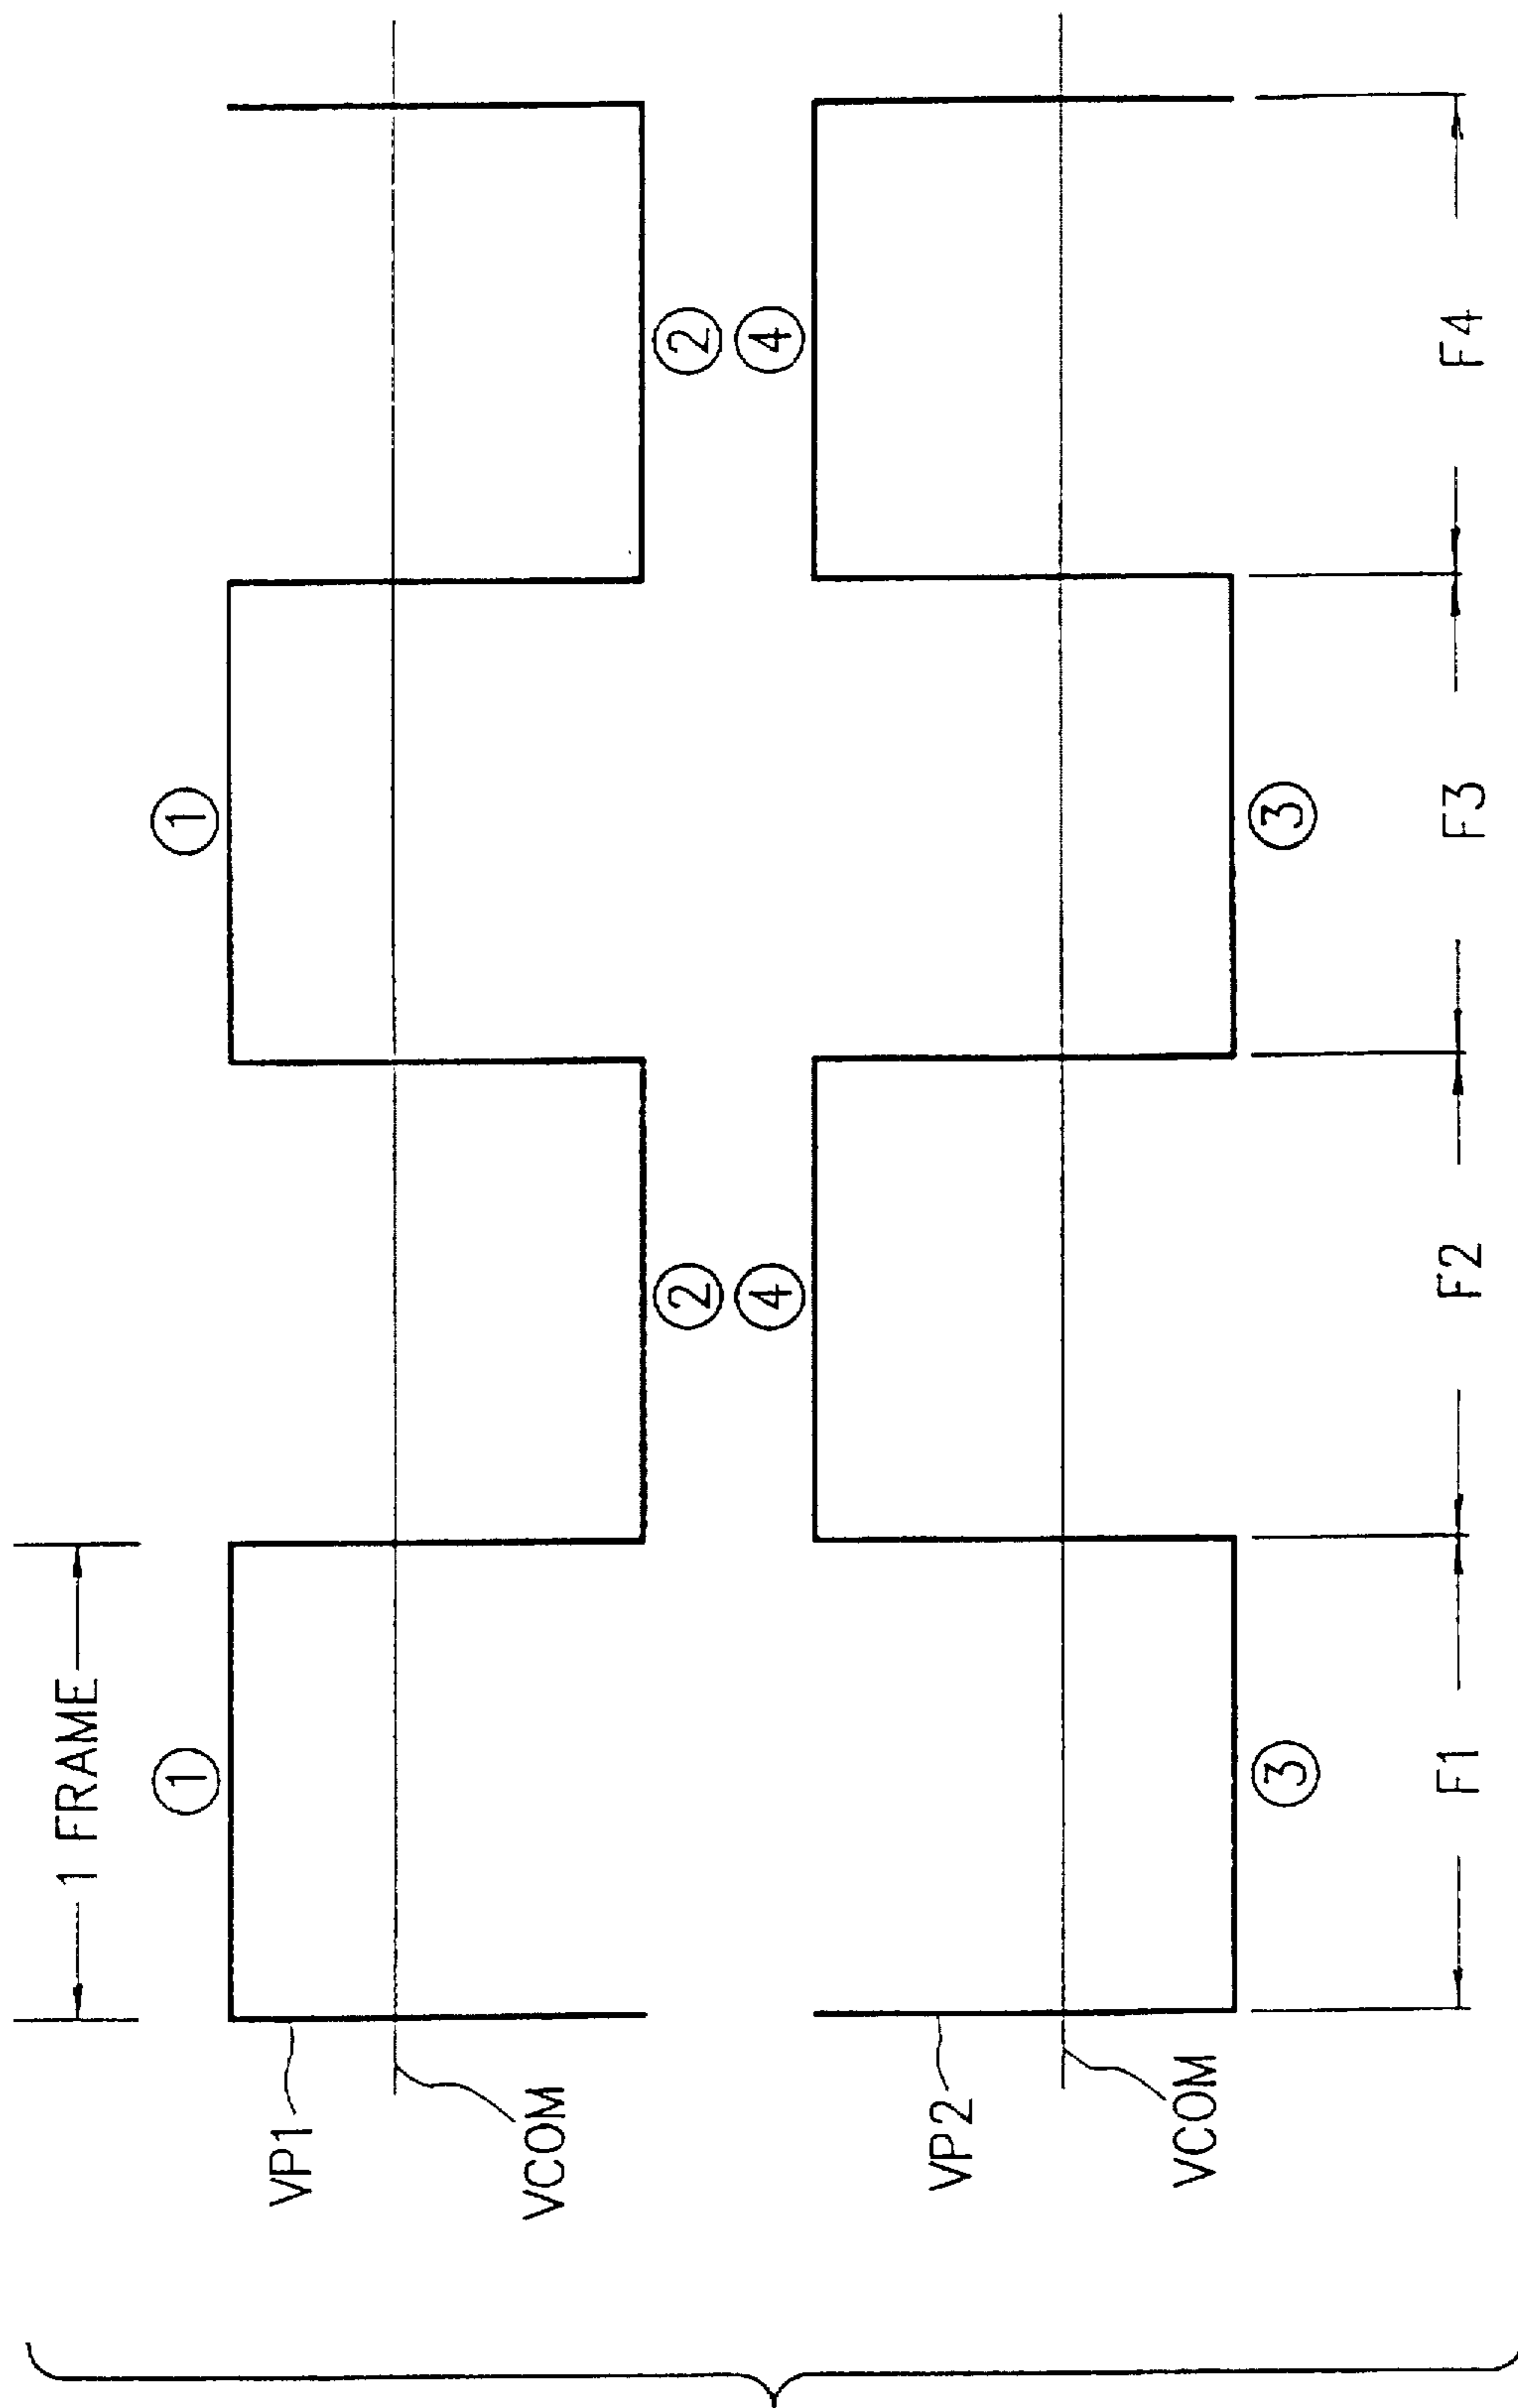 1 FRAME
① ② ① ②
VP1
VCOM
④ ④
VP2
VCOM
③ ③
F1 F2 F3 F4